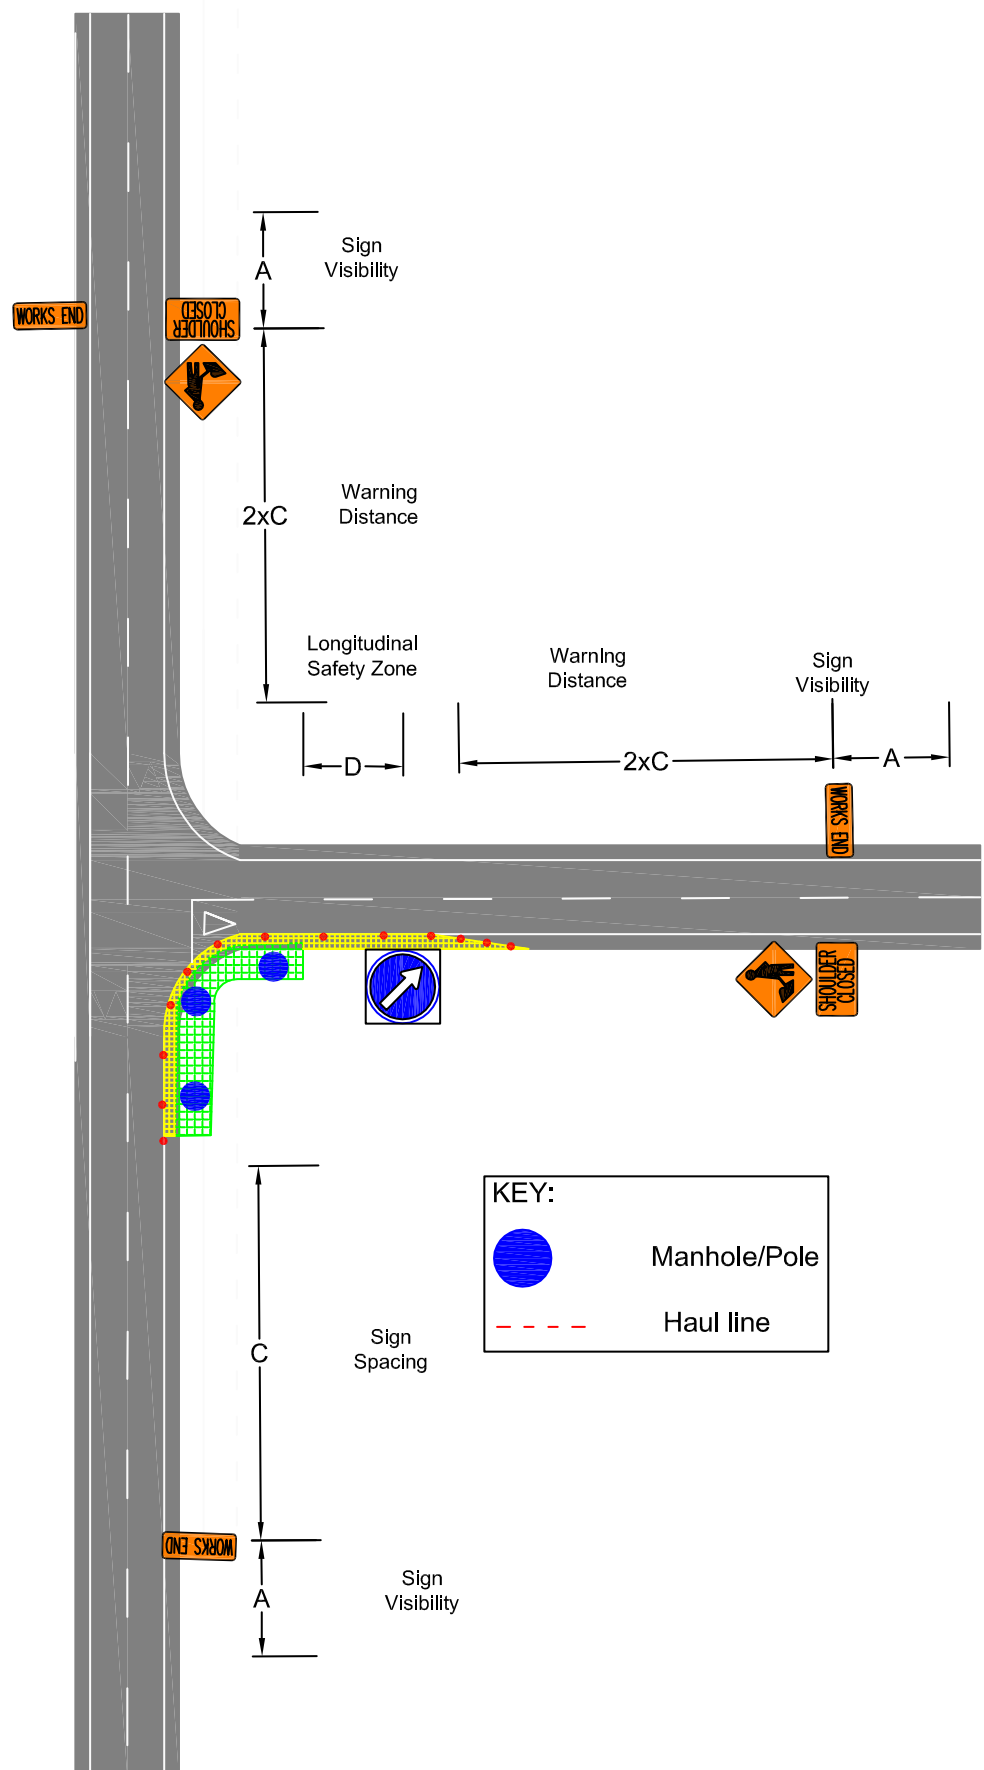 Sign
Visibility
A
WORKS END
SHOULDER
CLOSED
Warning
Distance
2xC
Longitudinal
Safety Zone
Warning
Distance
Sign
Visibility
D
2xC
A
WORKS END
SHOULDER
CLOSED
KEY:
Manhole/Pole
Haul line
Sign
Spacing
C
WORKS END
Sign
Visibility
A